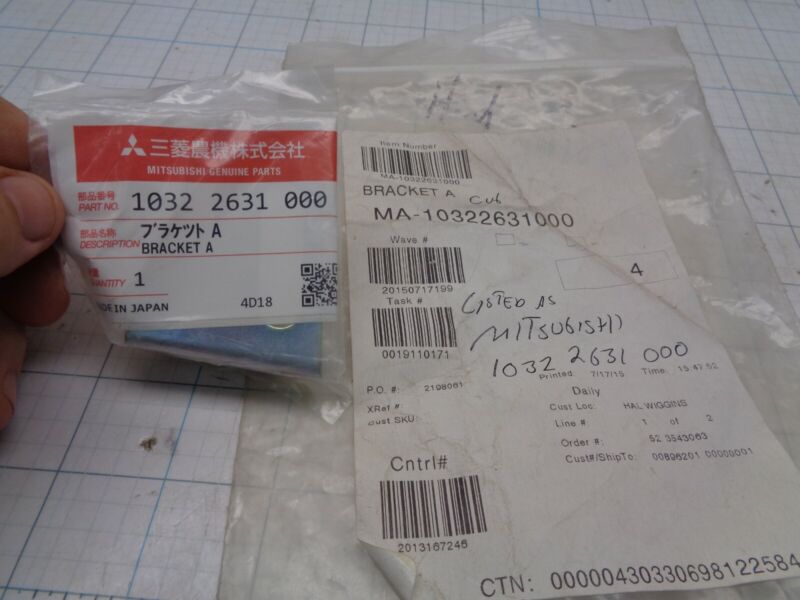 三菱農機株式会社
MITSUBISHI GENUINE PARTS
部品番号
PART NO. 1032 2631 000
部品名称 ブラケット A
DESCRIPTION BRACKET A
QUANTITY 1
DE IN JAPAN 4D18
Item Number
MA-10322631000
BRACKET A
MA-10322631000
Wave #
20150717199
4
Task #
0019110171
LISTED AS
MITSUBISHI
1032 2631 000
Printed: 7/17/15 Time: 15:47:52
P.O. #: 2198061
Daily
XRef #:
Cust Loc: HAL WIGGINS
Cust SKU:
Line #: 1 of 2
Order #: 52 3543063
Cust#/ShipTo: 00896201 00000001
Cntrl#
2013167246
CTN: 00000430330698122584